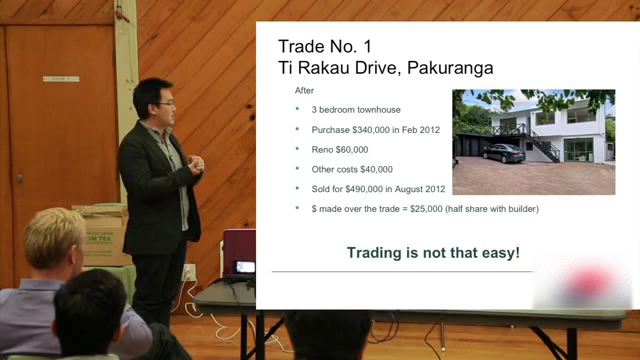 Trade No. 1
Ti Rakau Drive, Pakuranga
After
• 3 bedroom townhouse
• Purchase $340,000 in Feb 2012
• Reno $60,000
• Other costs $40,000
• Sold for $490,000 in August 2012
• $ made over the trade = $25,000 (half share with builder)
Trading is not that easy!